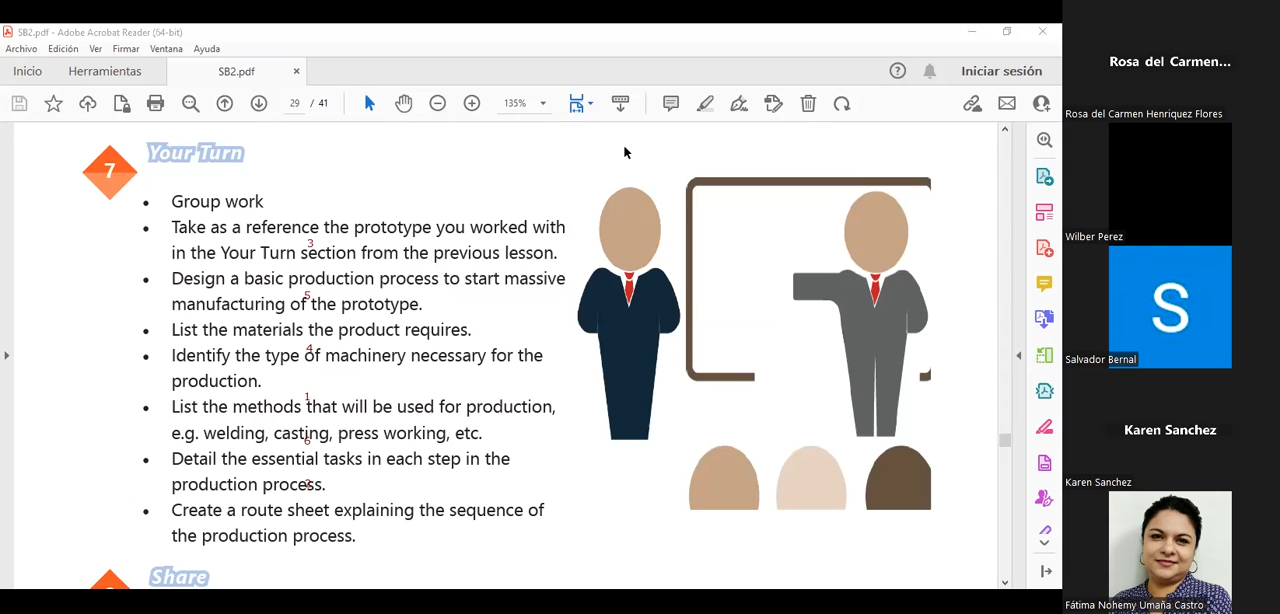 SB2.pdf - Adobe Acrobat Reader (64-bit)
Archivo Edición Ver Firmar Ventana Ayuda
Inicio Herramientas SB2.pdf × Iniciar sesión
29 / 41 135%
7 Your Turn
• Group work
• Take as a reference the prototype you worked with
3
in the Your Turn section from the previous lesson.
• Design a basic production process to start massive
5
manufacturing of the prototype.
• List the materials the product requires.
4
• Identify the type of machinery necessary for the
production.
1
• List the methods that will be used for production,
e.g. welding, casting, press working, etc.
6
• Detail the essential tasks in each step in the
production process.
• Create a route sheet explaining the sequence of
the production process.
Share
Rosa del Carmen...
Rosa del Carmen Henriquez Flores
Wilber Perez
S
Salvador Bernal
Karen Sanchez
Karen Sanchez
Fátima Nohemy Umaña Castro